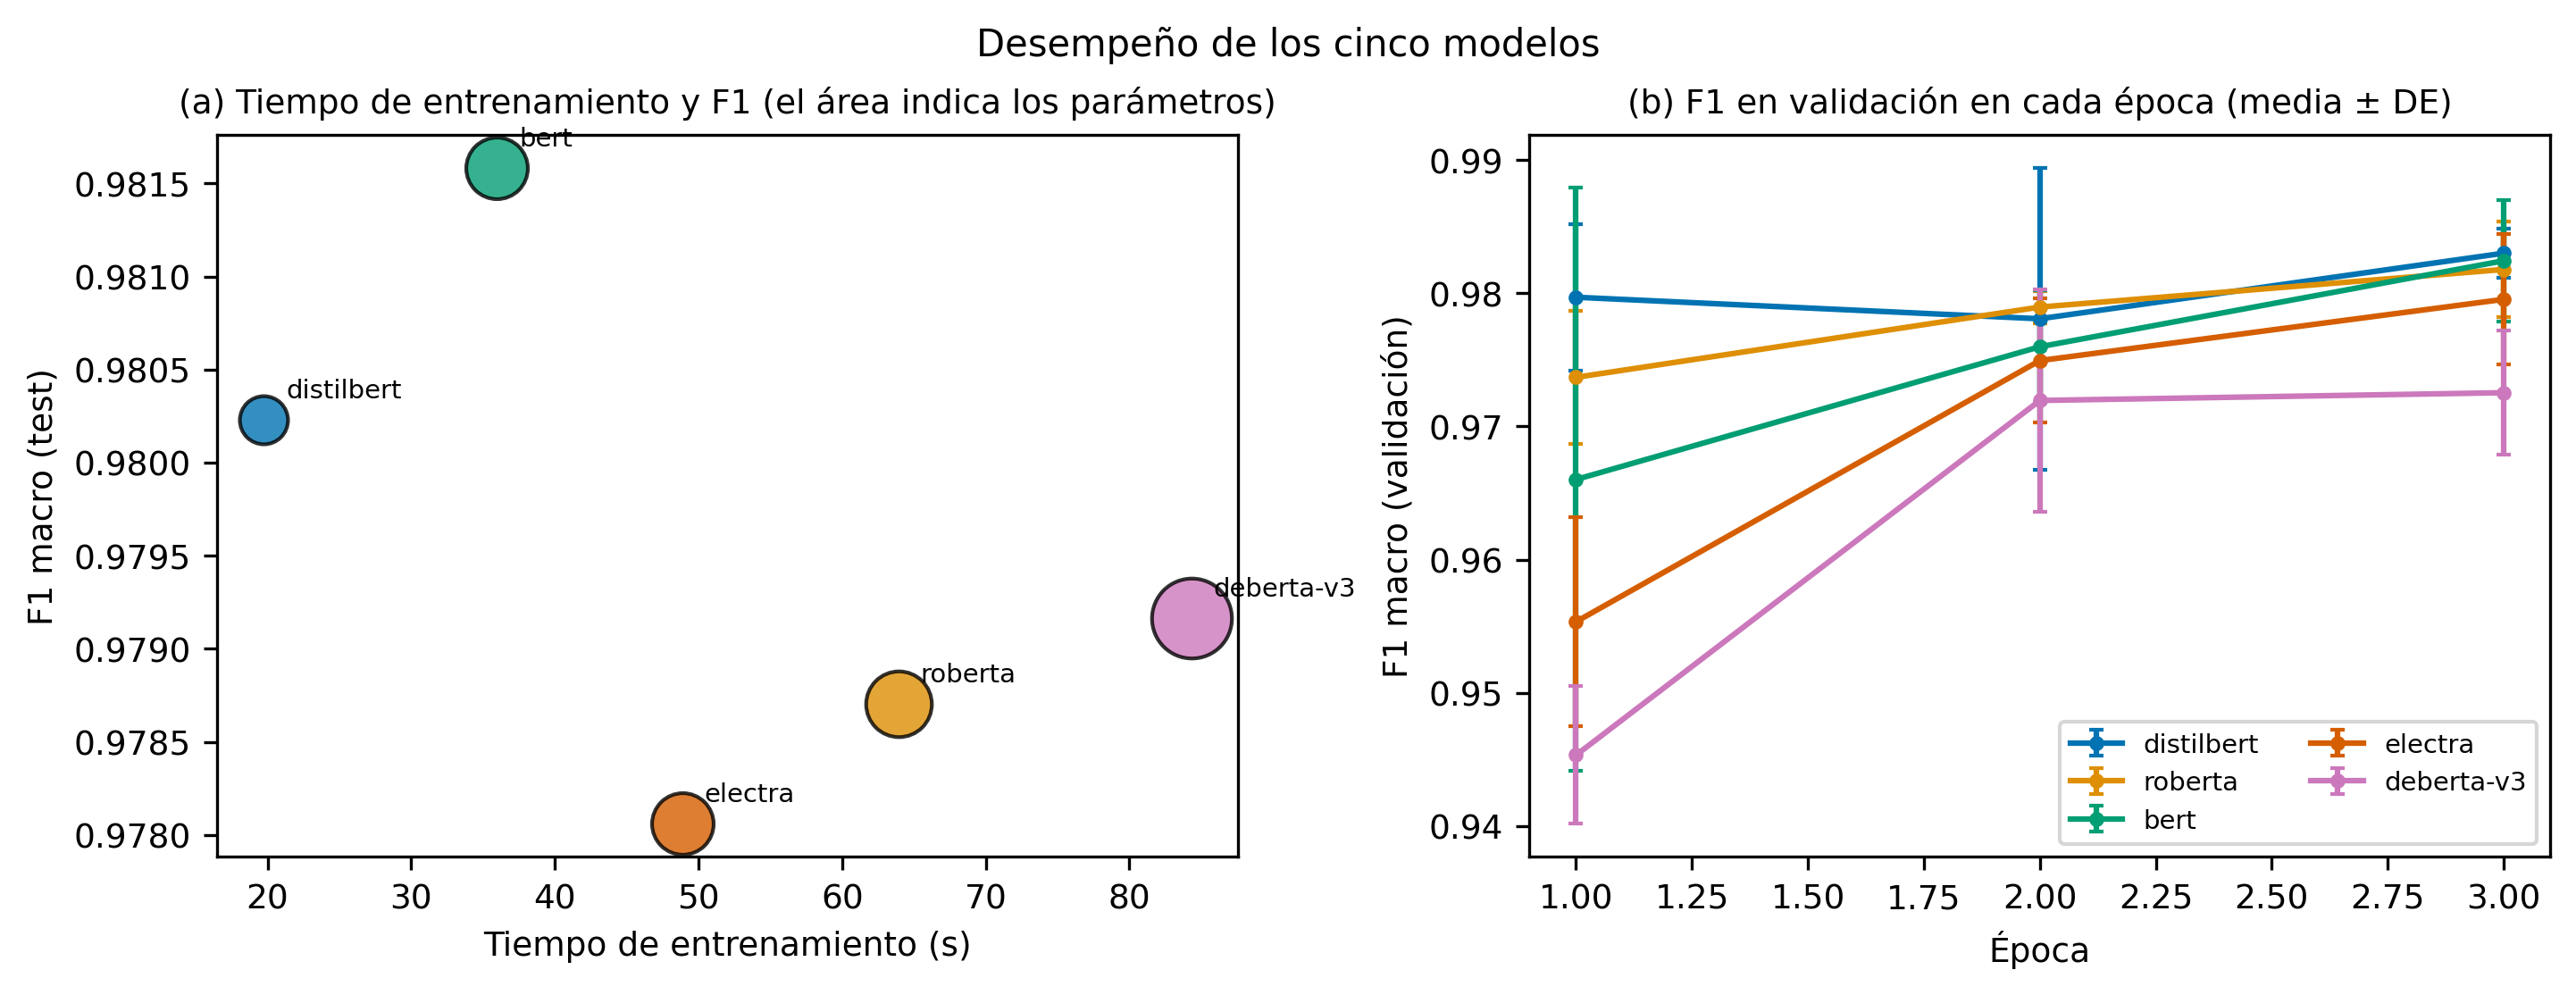 Desempeño de los cinco modelos
(a) Tiempo de entrenamiento y F1 (el área indica los parámetros)
F1 macro (test)
0.9815
0.9810
0.9805
0.9800
0.9795
0.9790
0.9785
0.9780
bert
distilbert
deberta-v3
roberta
electra
20 30 40 50 60 70 80
Tiempo de entrenamiento (s)
(b) F1 en validación en cada época (media ± DE)
F1 macro (validación)
0.99
0.98
0.97
0.96
0.95
0.94
distilbert
roberta
bert
electra
deberta-v3
1.00 1.25 1.50 1.75 2.00 2.25 2.50 2.75 3.00
Época